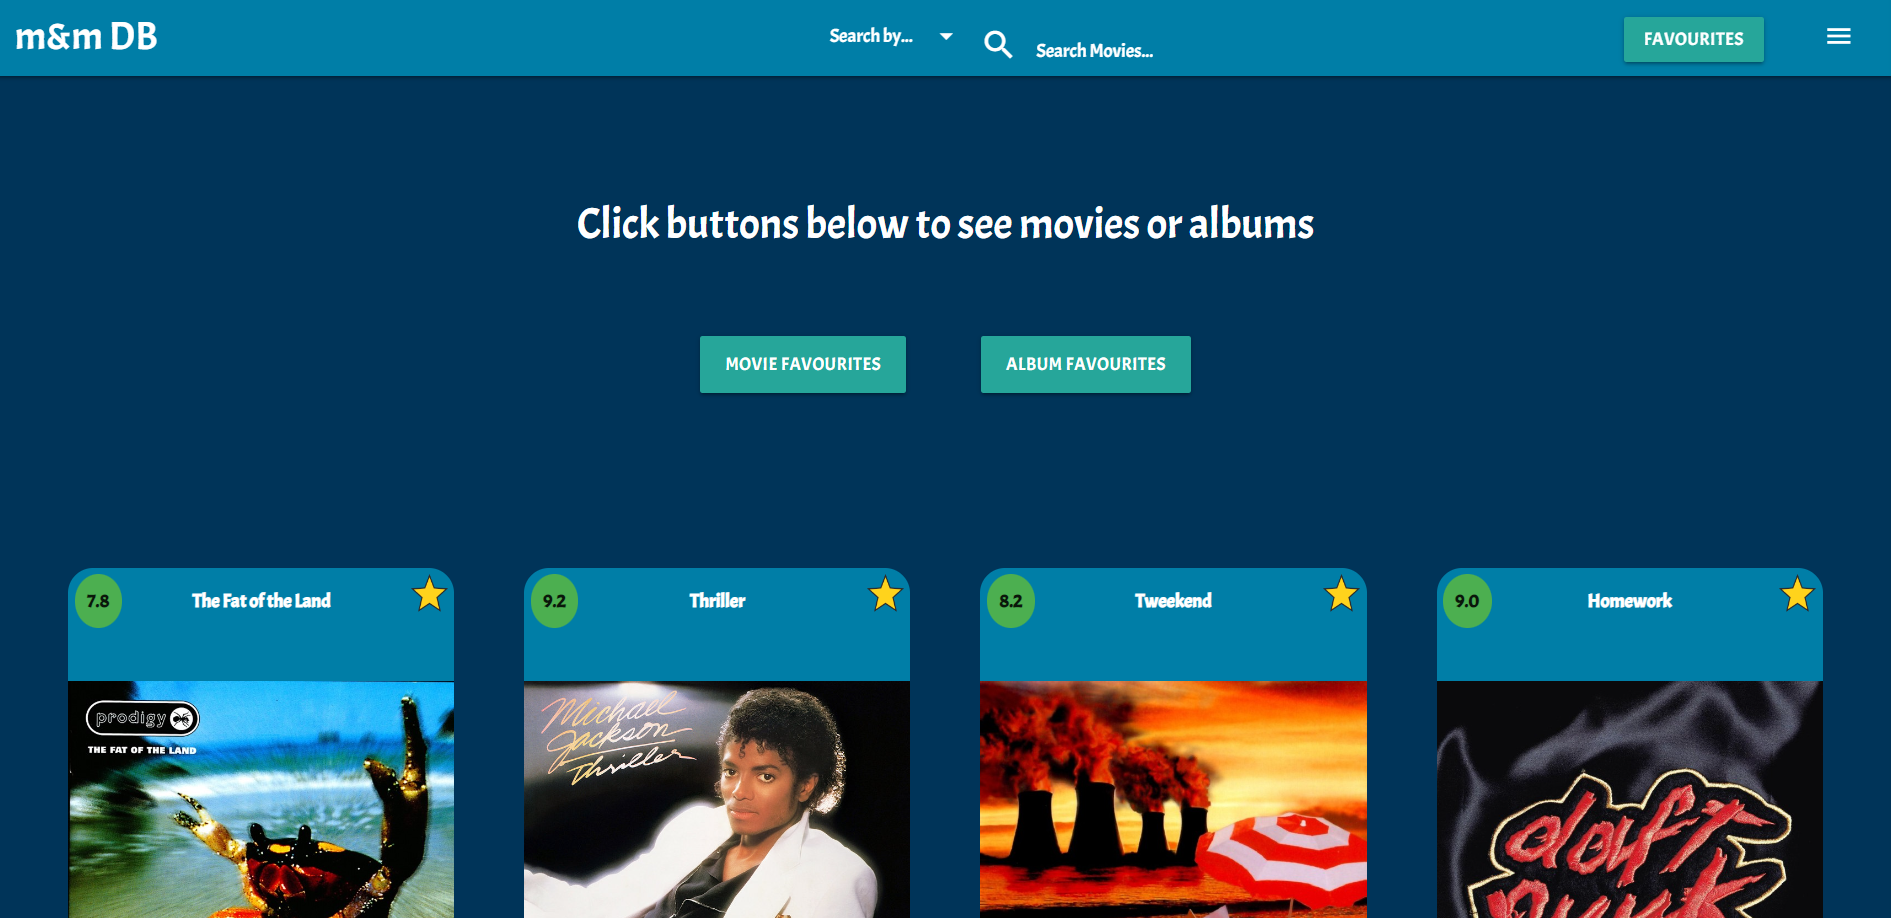 m&m DB
Search by...
Search Movies...
FAVOURITES
Click buttons below to see movies or albums
MOVIE FAVOURITES
ALBUM FAVOURITES
7.8
The Fat of the Land
9.2
Thriller
8.2
Tweekend
9.0
Homework
prodigy
THE FAT OF THE LAND
Michael
Jackson
Thriller
daft
punk